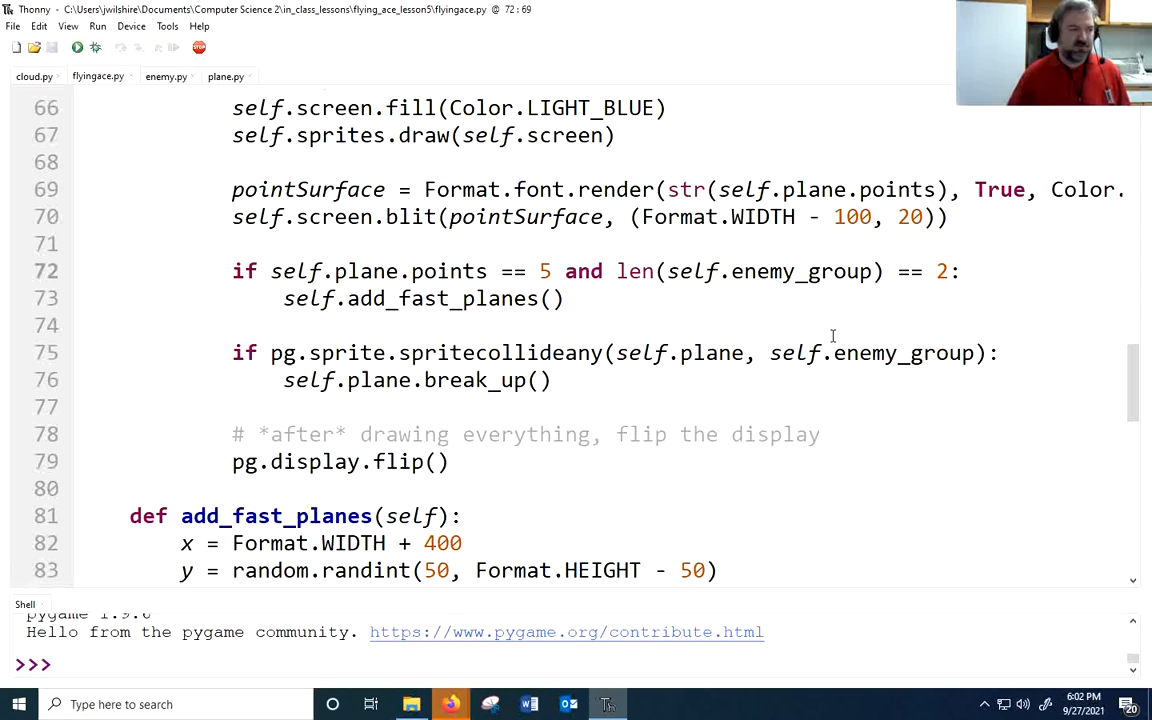 Thonny - C:\Users\jwilshire\Documents\Computer Science 2\in_class_lessons\flying_ace_lesson5\flyingace.py @ 72 : 69
File Edit View Run Device Tools Help
STOP
cloud.py flyingace.py enemy.py plane.py
66 self.screen.fill(Color.LIGHT_BLUE)
67 self.sprites.draw(self.screen)
68
69 pointSurface = Format.font.render(str(self.plane.points), True, Color.
70 self.screen.blit(pointSurface, (Format.WIDTH - 100, 20))
71
72 if self.plane.points == 5 and len(self.enemy_group) == 2:
73 self.add_fast_planes()
74
75 if pg.sprite.spritecollideany(self.plane, self.enemy_group):
76 self.plane.break_up()
77
78 # *after* drawing everything, flip the display
79 pg.display.flip()
80
81 def add_fast_planes(self):
82 x = Format.WIDTH + 400
83 y = random.randint(50, Format.HEIGHT - 50)
Shell
pygame 1.9.6
Hello from the pygame community. https://www.pygame.org/contribute.html
>>>
Type here to search
6:02 PM
9/27/2021
20